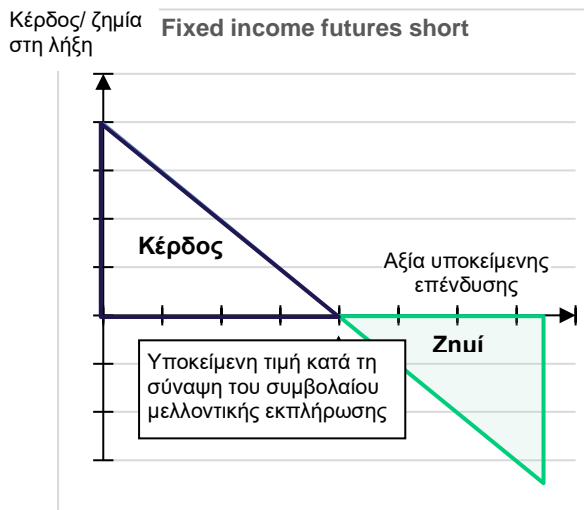 Κέρδος/ ζημία
στη λήξη
Fixed income futures short
Κέρδος
Αξία υποκείμενης
επένδυσης
Ζημί
Υποκείμενη τιμή κατά τη
σύναψη του συμβολαίου
μελλοντικής εκπλήρωσης